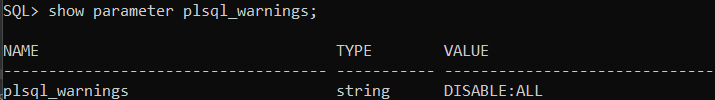 SQL> show parameter plsql_warnings;
NAME                                 TYPE        VALUE
------------------------------------ ----------- ------------------------------
plsql_warnings                       string      DISABLE:ALL